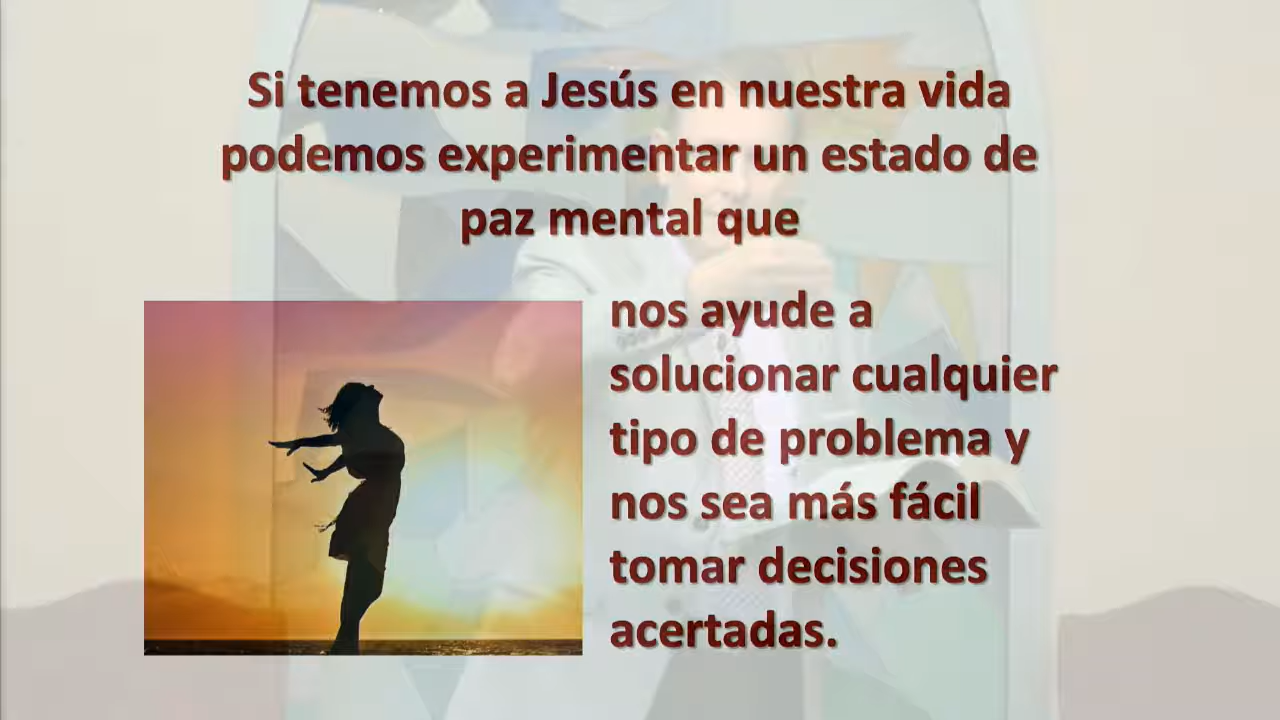 Si tenemos a Jesús en nuestra vida
podemos experimentar un estado de
paz mental que
nos ayude a
solucionar cualquier
tipo de problema y
nos sea más fácil
tomar decisiones
acertadas.